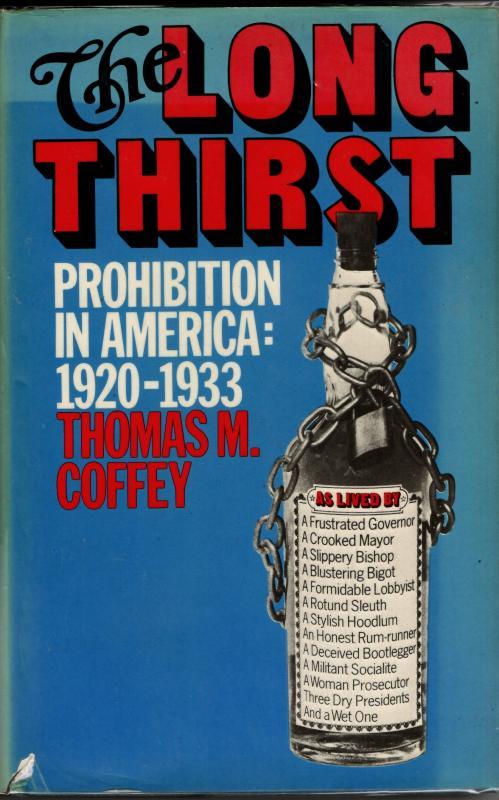 The LONG
THIRST
PROHIBITION
IN AMERICA:
1920-1933
THOMAS M.
COFFEY
AS LIVED BY
A Frustrated Governor
A Crooked Mayor
A Slippery Bishop
A Blustering Bigot
A Formidable Lobbyist
A Rotund Sleuth
A Stylish Hoodlum
An Honest Rum-runner
A Deceived Bootlegger
A Militant Socialite
A Woman Prosecutor
Three Dry Presidents
And a Wet One